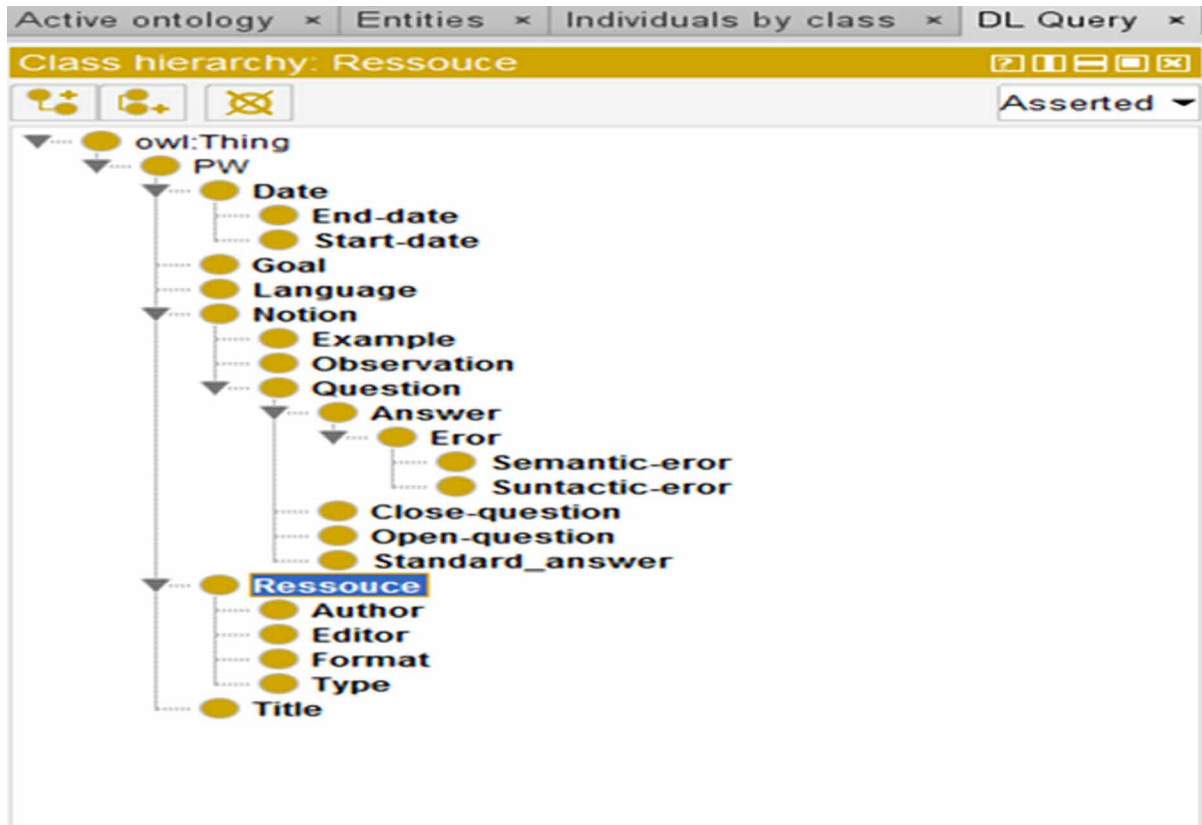 Active ontology × Entities × Individuals by class × DL Query ×
Class hierarchy: Ressouce
Asserted
owl:Thing
PW
Date
End-date
Start-date
Goal
Language
Notion
Example
Observation
Question
Answer
Eror
Semantic-eror
Suntactic-eror
Close-question
Open-question
Standard_answer
Ressouce
Author
Editor
Format
Type
Title